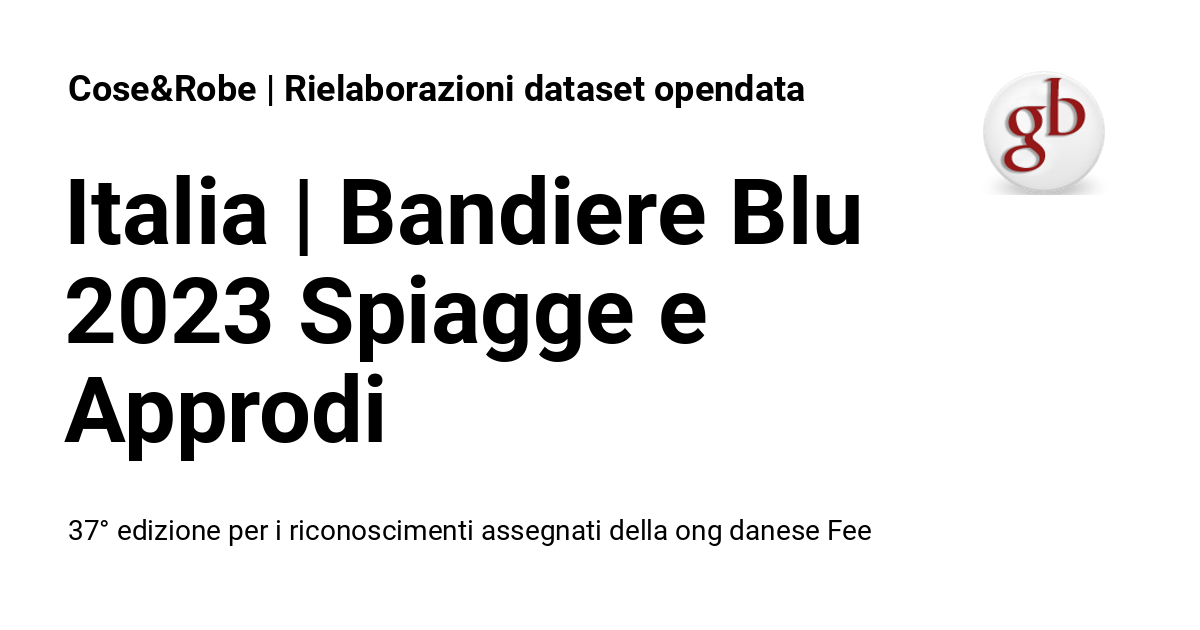 Cose&Robe | Rielaborazioni dataset opendata
gb
Italia | Bandiere Blu
2023 Spiagge e
Approdi
37° edizione per i riconoscimenti assegnati della ong danese Fee